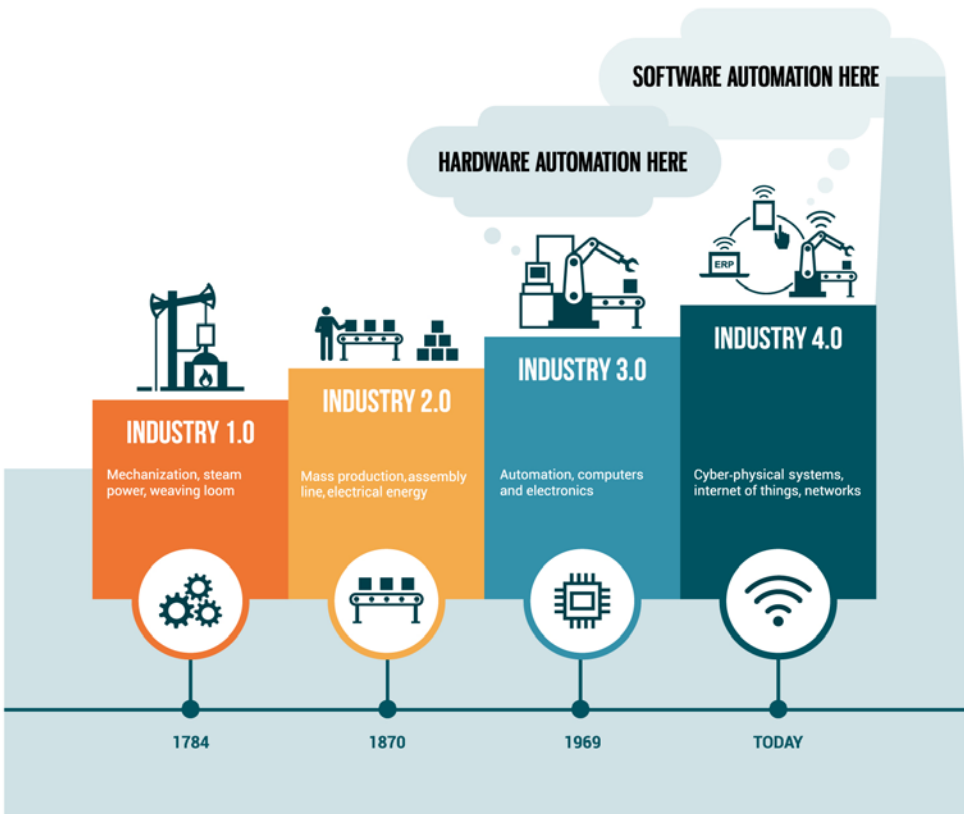 SOFTWARE AUTOMATION HERE
HARDWARE AUTOMATION HERE
ERP
INDUSTRY 1.0
Mechanization, steam
power, weaving loom
INDUSTRY 2.0
Mass production, assembly
line, electrical energy
INDUSTRY 3.0
Automation, computers
and electronics
INDUSTRY 4.0
Cyber-physical systems,
internet of things, networks
1784
1870
1969
TODAY